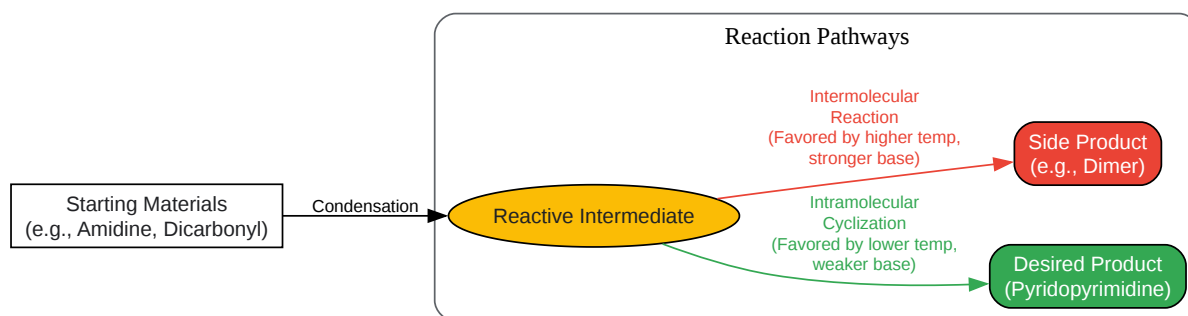 Reaction Pathways
Starting Materials
(e.g., Amidine, Dicarbonyl)
Condensation
Reactive Intermediate
Intermolecular
Reaction
(Favored by higher temp,
stronger base)
Side Product
(e.g., Dimer)
Intramolecular
Cyclization
(Favored by lower temp,
weaker base)
Desired Product
(Pyridopyrimidine)